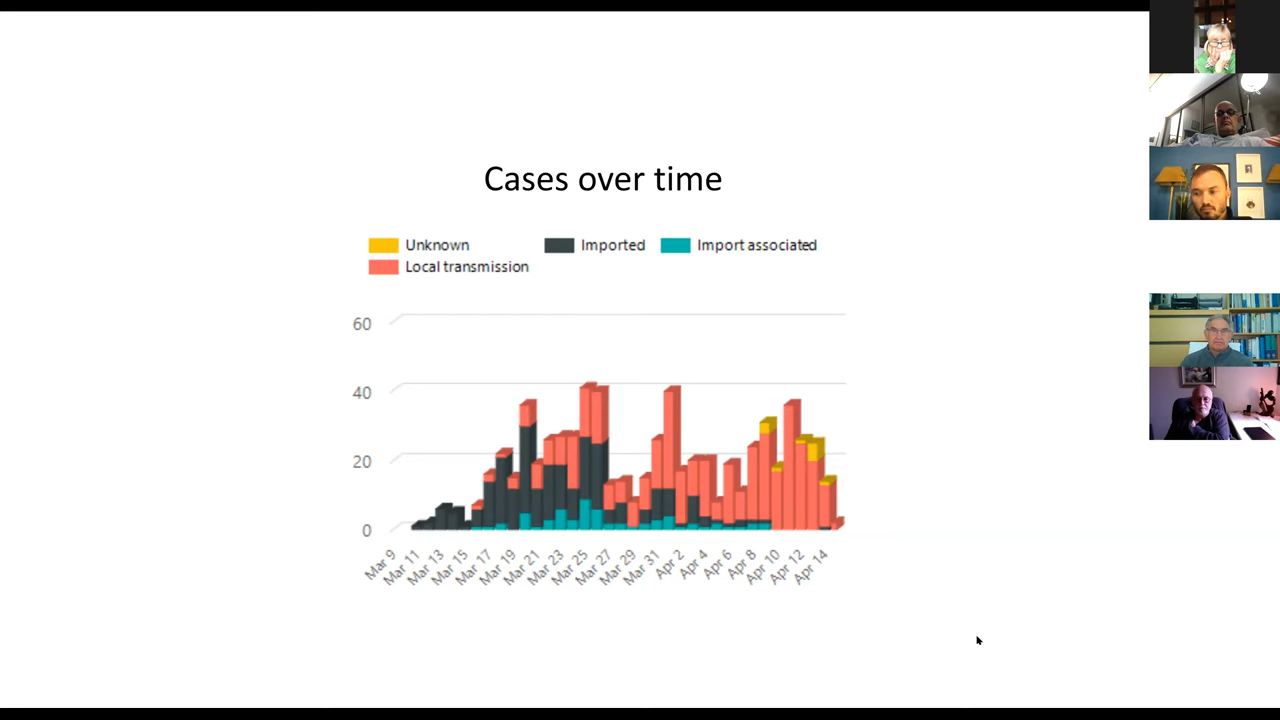 Cases over time
Unknown Imported Import associated
Local transmission
60
40
20
0
Mar 9 Mar 11 Mar 13 Mar 15 Mar 17 Mar 19 Mar 21 Mar 23 Mar 25 Mar 27 Mar 29 Mar 31 Apr 2 Apr 4 Apr 6 Apr 8 Apr 10 Apr 12 Apr 14